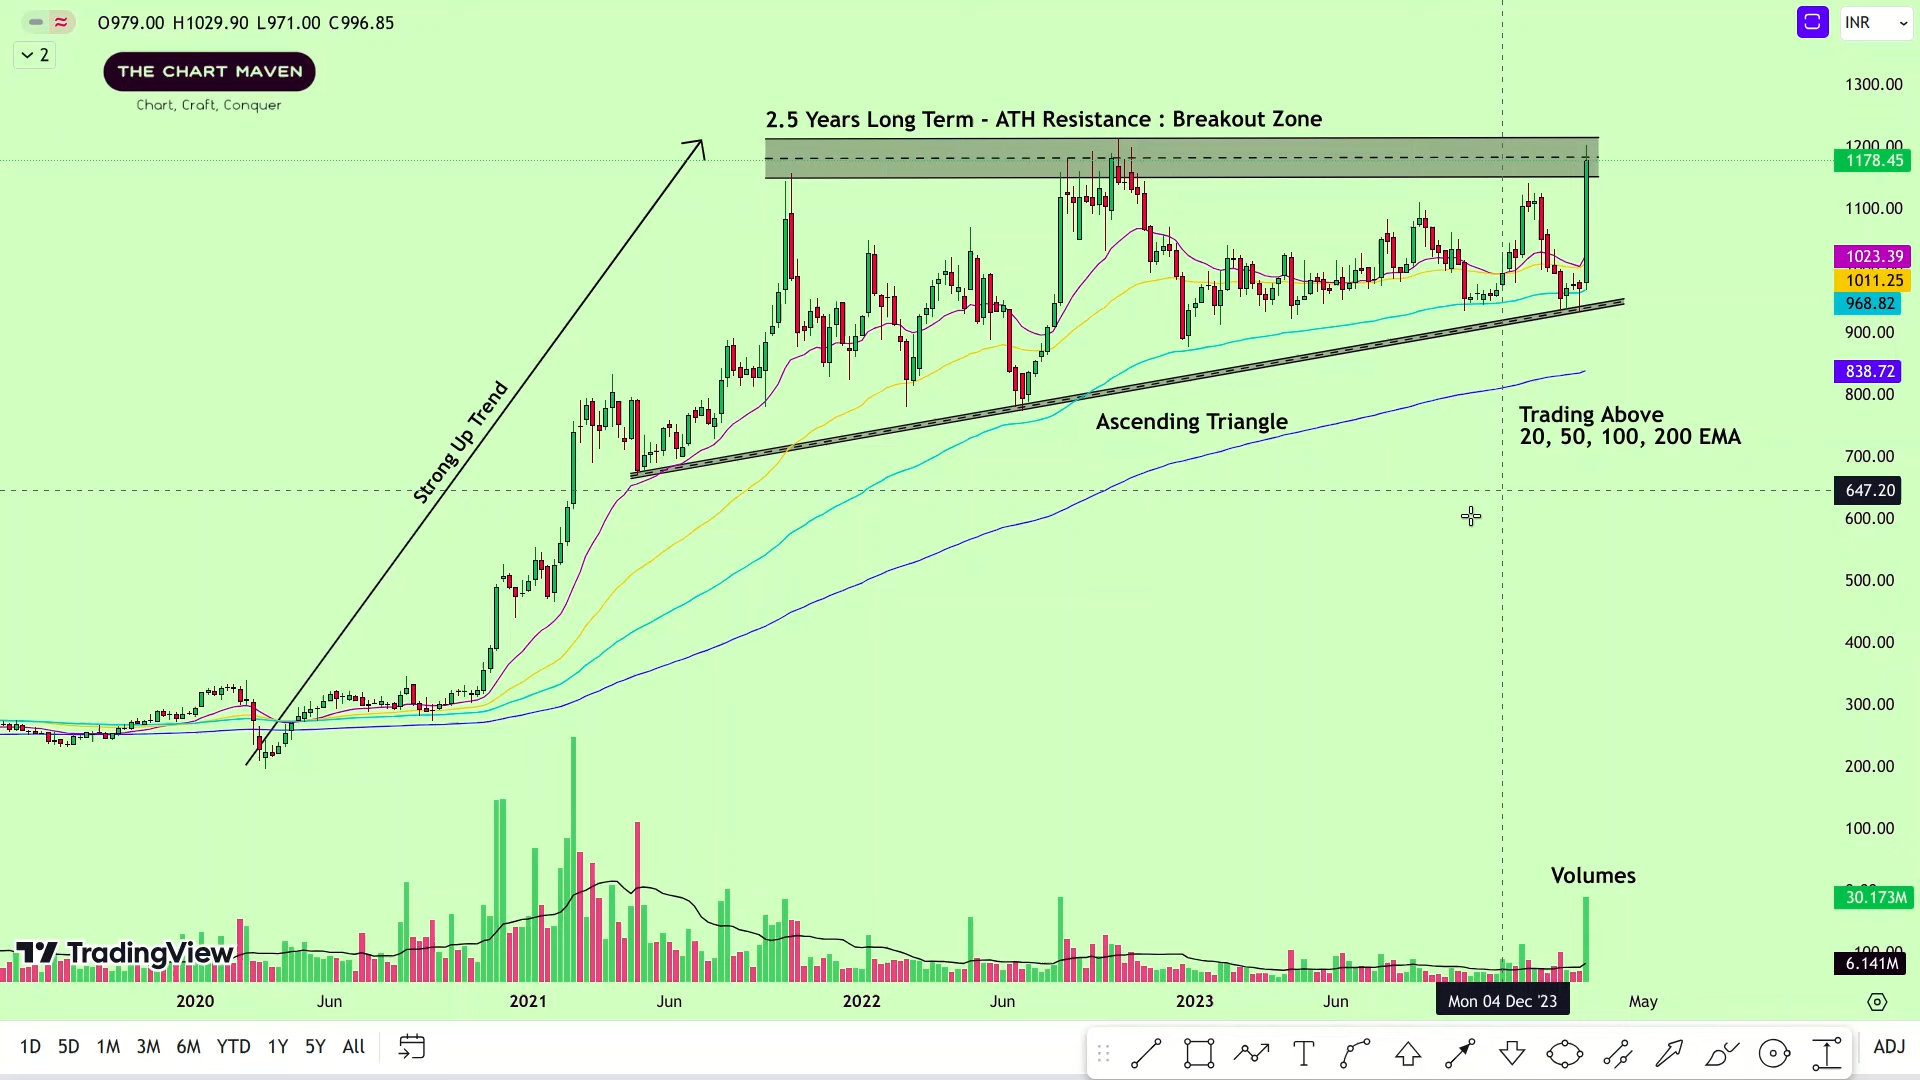 O979.00 H1029.90 L971.00 C996.85
INR
2
THE CHART MAVEN
Chart, Craft, Conquer
2.5 Years Long Term - ATH Resistance : Breakout Zone
Strong Up Trend
Ascending Triangle
Trading Above
20, 50, 100, 200 EMA
Volumes
1300.00
1200.00
1178.45
1100.00
1023.39
1011.25
968.82
900.00
838.72
800.00
700.00
647.20
600.00
500.00
400.00
300.00
200.00
100.00
30.173M
6.141M
TradingView
2020 Jun 2021 Jun 2022 Jun 2023 Jun Mon 04 Dec '23 May
1D 5D 1M 3M 6M YTD 1Y 5Y All
T
ADJ